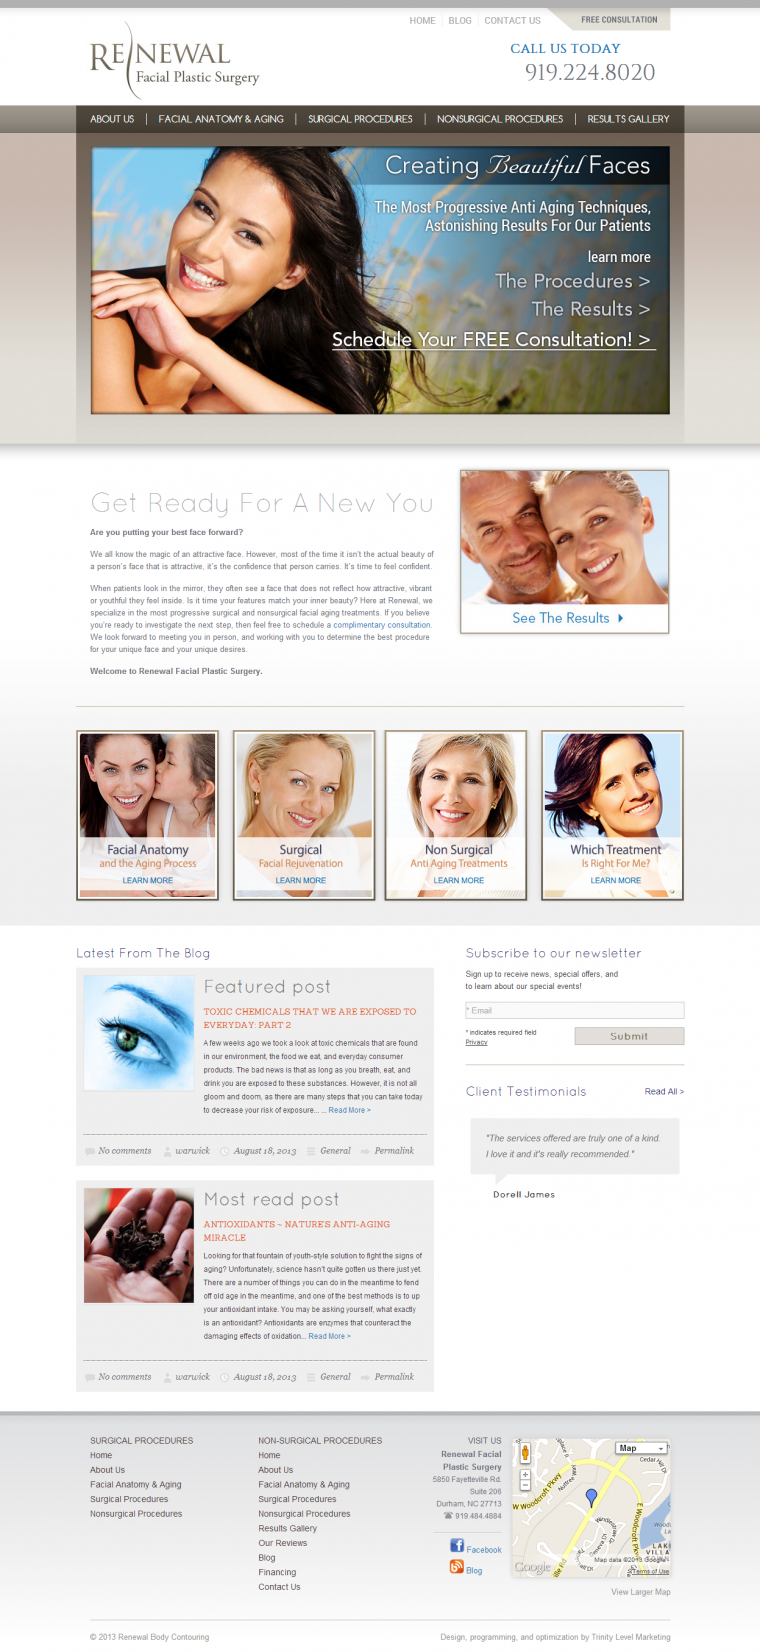 HOME BLOG CONTACT US FREE CONSULTATION
RENEWAL
Facial Plastic Surgery
CALL US TODAY
919.224.8020
ABOUT US | FACIAL ANATOMY & AGING | SURGICAL PROCEDURES | NONSURGICAL PROCEDURES | RESULTS GALLERY
Creating Beautiful Faces
The Most Progressive Anti Aging Techniques,
Astonishing Results For Our Patients
learn more
The Procedures >
The Results >
Schedule Your FREE Consultation! >
Get Ready For A New You
Are you putting your best face forward?
We all know the magic of an attractive face. However, most of the time it isn't the actual beauty of
a person's face that is attractive, it's the confidence that person carries. It's time to feel confident.
When patients look in the mirror, they often see a face that does not reflect how attractive, vibrant
or youthful they feel inside. Is it time your features match your inner beauty? Here at Renewal, we
specialize in the most progressive surgical and nonsurgical facial aging treatments. If you believe
you're ready to investigate the next step, then feel free to schedule a complimentary consultation.
We look forward to meeting you in person, and working with you to determine the best procedure
for your unique face and your unique desires.
Welcome to Renewal Facial Plastic Surgery.
See The Results
Facial Anatomy
and the Aging Process
LEARN MORE
Surgical
Facial Rejuvenation
LEARN MORE
Non Surgical
Anti Aging Treatments
LEARN MORE
Which Treatment
Is Right For Me?
LEARN MORE
Latest From The Blog
Featured post
TOXIC CHEMICALS THAT WE ARE EXPOSED TO
EVERYDAY: PART 2
A few weeks ago we took a look at toxic chemicals that are found
in our environment, the food we eat, and everyday consumer
products. The bad news is that as long as you breath, eat, and
drink you are exposed to these substances. However, it is not all
gloom and doom, as there are many steps that you can take today
to decrease your risk of exposure... ... Read More >
No comments warwick August 18, 2013 General Permalink
Most read post
ANTIOXIDANTS ~ NATURE'S ANTI-AGING
MIRACLE
Looking for that fountain of youth-style solution to fight the signs of
aging? Unfortunately, science hasn't quite gotten us there just yet.
There are a number of things you can do in the meantime to fend
off old age in the meantime, and one of the best methods is to up
your antioxidant intake. You may be asking yourself, what exactly
is an antioxidant? Antioxidants are enzymes that counteract the
damaging effects of oxidation... Read More >
No comments warwick August 18, 2013 General Permalink
Subscribe to our newsletter
Sign up to receive news, special offers, and
to learn about our special events!
* Email
* indicates required field
Privacy
Submit
Client Testimonials
Read All >
"The services offered are truly one of a kind.
I love it and it's really recommended."
Dorell James
SURGICAL PROCEDURES
Home
About Us
Facial Anatomy & Aging
Surgical Procedures
Nonsurgical Procedures
NON-SURGICAL PROCEDURES
Home
About Us
Facial Anatomy & Aging
Surgical Procedures
Nonsurgical Procedures
Results Gallery
Our Reviews
Blog
Financing
Contact Us
VISIT US
Renewal Facial
Plastic Surgery
5850 Fayetteville Rd.
Suite 206
Durham, NC 27713
919.484.4884
Facebook
Blog
Map
Cedar Hill Dr
W Woodcroft Pkwy
Google
Map data ©2013 Google
Terms of Use
View Larger Map
© 2013 Renewal Body Contouring
Design, programming, and optimization by Trinity Level Marketing